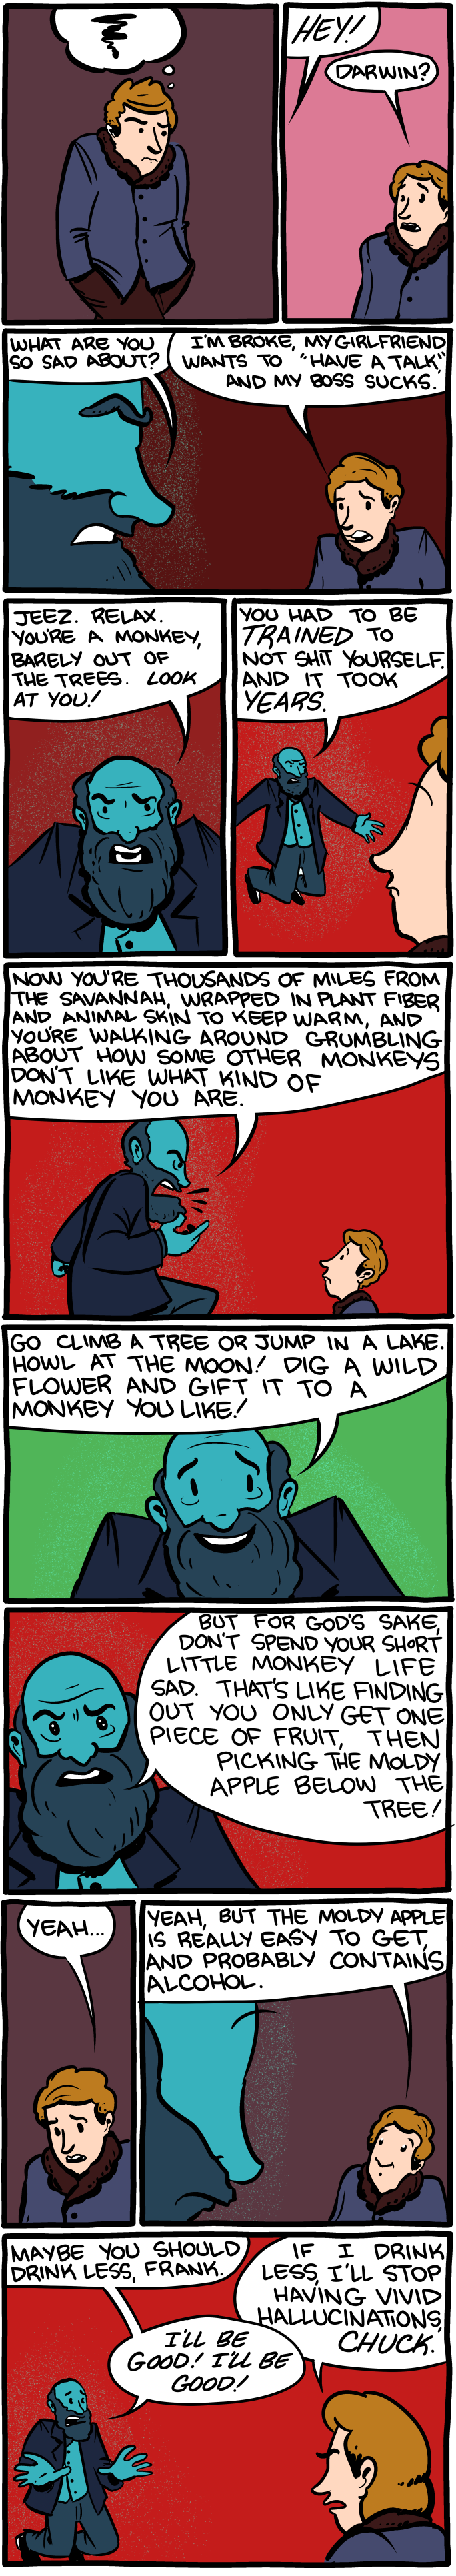 HEY!
DARWIN?
WHAT ARE YOU
SO SAD ABOUT?
I'M BROKE, MY GIRLFRIEND
WANTS TO "HAVE A TALK,"
AND MY BOSS SUCKS.
JEEZ. RELAX.
YOU'RE A MONKEY,
BARELY OUT OF
THE TREES. LOOK
AT YOU!
YOU HAD TO BE
TRAINED TO
NOT SHIT YOURSELF.
AND IT TOOK
YEARS.
NOW YOU'RE THOUSANDS OF MILES FROM
THE SAVANNAH, WRAPPED IN PLANT FIBER
AND ANIMAL SKIN TO KEEP WARM, AND
YOU'RE WALKING AROUND GRUMBLING
ABOUT HOW SOME OTHER MONKEYS
DON'T LIKE WHAT KIND OF
MONKEY YOU ARE.
GO CLIMB A TREE OR JUMP IN A LAKE.
HOWL AT THE MOON! DIG A WILD
FLOWER AND GIFT IT TO A
MONKEY YOU LIKE!
BUT FOR GOD'S SAKE,
DON'T SPEND YOUR SHORT
LITTLE MONKEY LIFE
SAD. THAT'S LIKE FINDING
OUT YOU ONLY GET ONE
PIECE OF FRUIT, THEN
PICKING THE MOLDY
APPLE BELOW THE
TREE!
YEAH...
YEAH, BUT THE MOLDY APPLE
IS REALLY EASY TO GET,
AND PROBABLY CONTAINS
ALCOHOL.
MAYBE YOU SHOULD
DRINK LESS, FRANK.
IF I DRINK
LESS, I'LL STOP
HAVING VIVID
HALLUCINATIONS,
CHUCK.
I'LL BE
GOOD! I'LL BE
GOOD!